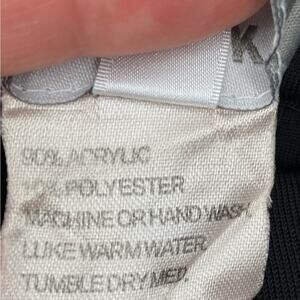 K
90% ACRYLIC
10% POLYESTER
MACHINE OR HAND WASH
LUKE WARM WATER
TUMBLE DRY MED.